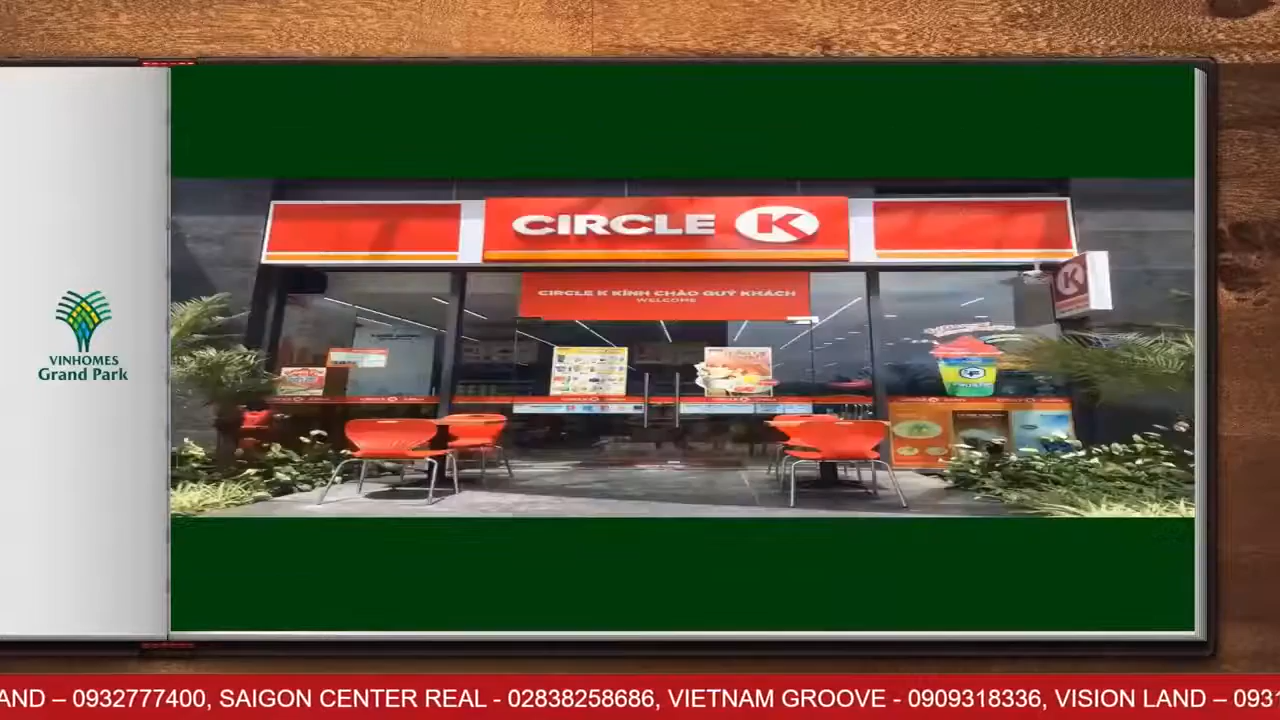 CIRCLE K
K
CIRCLE K KÍNH CHÀO QUÝ KHÁCH
WELCOME
VINHOMES
Grand Park
AND – 0932777400, SAIGON CENTER REAL - 02838258686, VIETNAM GROOVE - 0909318336, VISION LAND – 093